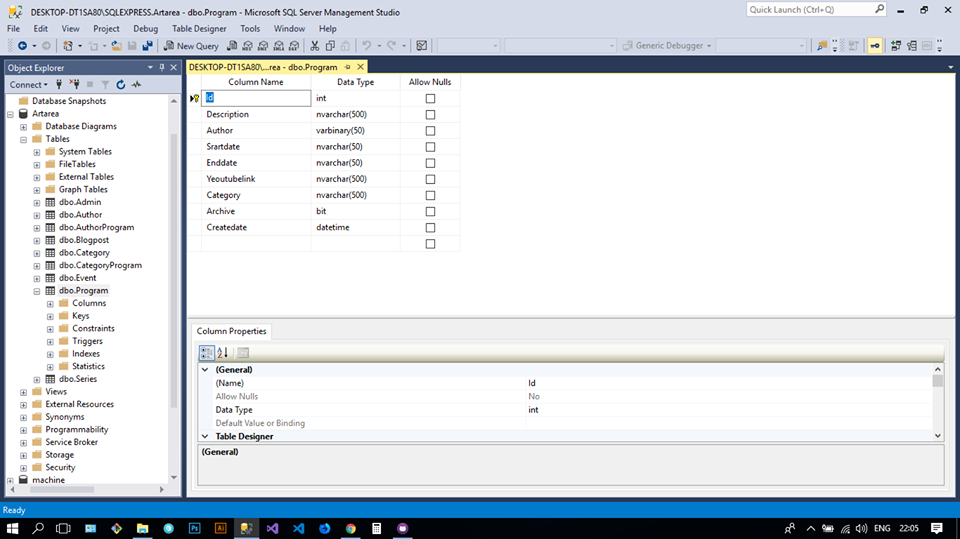 DESKTOP-DT1SA80\SQLEXPRESS.Artarea - dbo.Program - Microsoft SQL Server Management Studio
Quick Launch (Ctrl+Q)
File Edit View Project Debug Table Designer Tools Window Help
New Query MDX DMX XMLA DAX Generic Debugger
Object Explorer
DESKTOP-DT1SA80\...rea - dbo.Program
Connect
Column Name Data Type Allow Nulls
Id int
Description nvarchar(500)
Author varbinary(50)
Srartdate nvarchar(50)
Enddate nvarchar(50)
Yeoutubelink nvarchar(500)
Category nvarchar(500)
Archive bit
Createdate datetime
Database Snapshots
Artarea
Database Diagrams
Tables
System Tables
FileTables
External Tables
Graph Tables
dbo.Admin
dbo.Author
dbo.AuthorProgram
dbo.Blogpost
dbo.Category
dbo.CategoryProgram
dbo.Event
dbo.Program
Columns
Keys
Constraints
Triggers
Indexes
Statistics
dbo.Series
Views
External Resources
Synonyms
Programmability
Service Broker
Storage
Security
machine
Column Properties
(General)
(Name) Id
Allow Nulls No
Data Type int
Default Value or Binding
Table Designer
(General)
Ready
Ps Ai
ENG 22:05